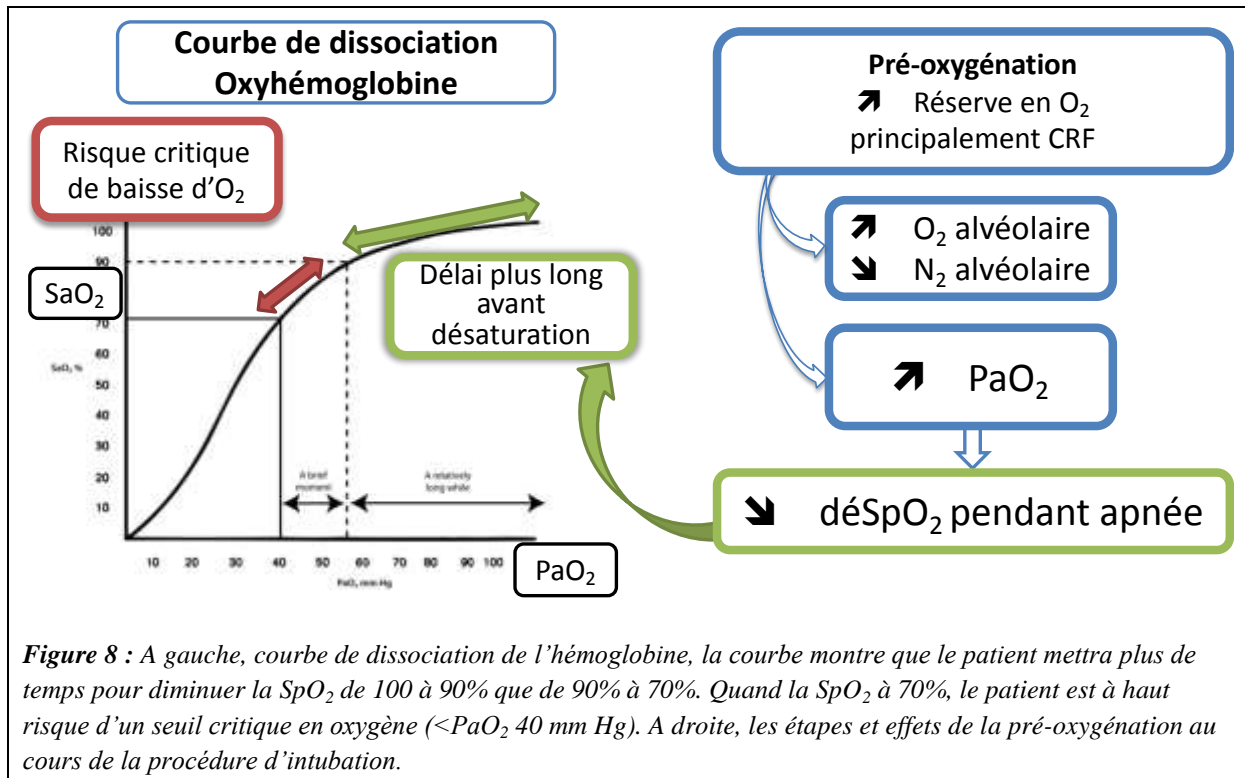 Courbe de dissociation
Oxyhémoglobine
Risque critique
de baisse d'O₂
100
90
SaO₂
70
60
SaO₂ %
50
40
30
20
10
Délai plus long
avant
désaturation
A brief
moment
A relatively
long while
10 20 30 40 50 60 70 80 90 100
PaO₂, mm Hg
PaO₂
Pré-oxygénation
↗ Réserve en O₂
principalement CRF
↗ O₂ alvéolaire
↘ N₂ alvéolaire
↗ PaO₂
↘ déSpO₂ pendant apnée
Figure 8 : A gauche, courbe de dissociation de l'hémoglobine, la courbe montre que le patient mettra plus de
temps pour diminuer la SpO₂ de 100 à 90% que de 90% à 70%. Quand la SpO₂ à 70%, le patient est à haut
risque d'un seuil critique en oxygène (<PaO₂ 40 mm Hg). A droite, les étapes et effets de la pré-oxygénation au
cours de la procédure d'intubation.